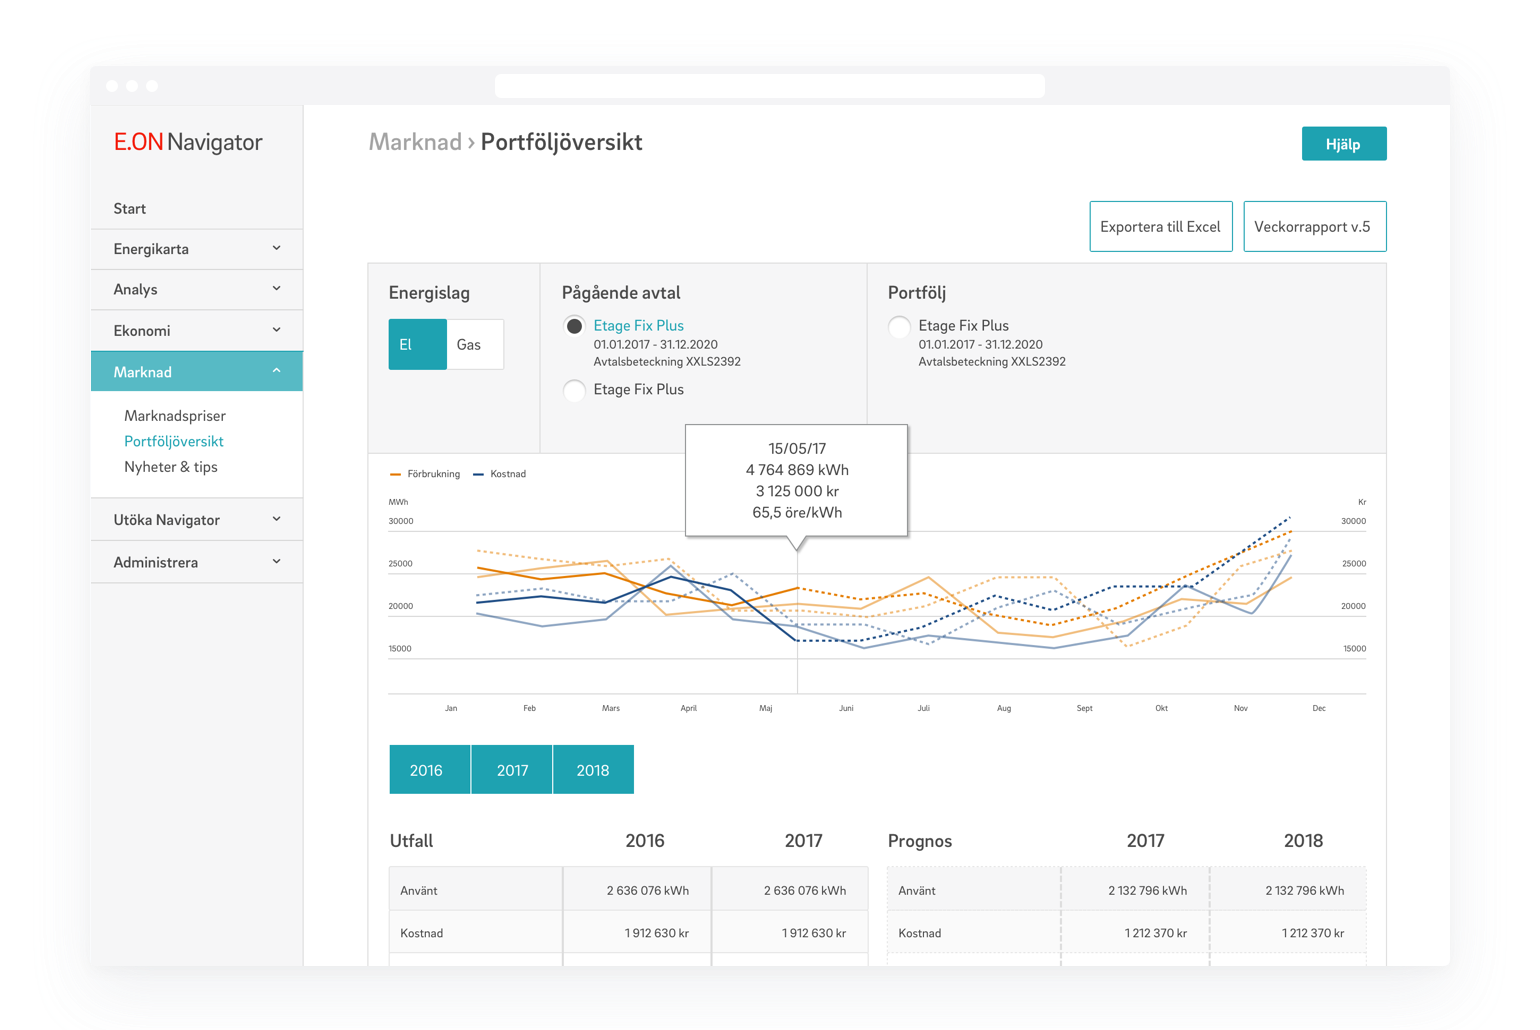 E.ON Navigator
Start
Energikarta
Analys
Ekonomi
Marknad
Marknadspriser
Portföljöversikt
Nyheter & tips
Utöka Navigator
Administrera
Marknad › Portföljöversikt
Hjälp
Exportera till Excel
Veckorrapport v.5
Energislag
El
Gas
Pågående avtal
Etage Fix Plus
01.01.2017 - 31.12.2020
Avtalsbeteckning XXLS2392
Etage Fix Plus
Portfölj
Etage Fix Plus
01.01.2017 - 31.12.2020
Avtalsbeteckning XXLS2392
15/05/17
4 764 869 kWh
3 125 000 kr
65,5 öre/kWh
Förbrukning Kostnad
MWh Kr
30000 30000
25000 25000
20000 20000
15000 15000
Jan Feb Mars April Maj Juni Juli Aug Sept Okt Nov Dec
2016 2017 2018
Utfall 2016 2017
Använt 2 636 076 kWh 2 636 076 kWh
Kostnad 1 912 630 kr 1 912 630 kr
Prognos 2017 2018
Använt 2 132 796 kWh 2 132 796 kWh
Kostnad 1 212 370 kr 1 212 370 kr